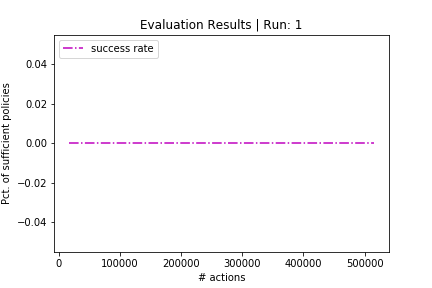 Evaluation Results | Run: 1
success rate
Pct. of sufficient policies
0.04
0.02
0.00
−0.02
−0.04
0 100000 200000 300000 400000 500000
# actions